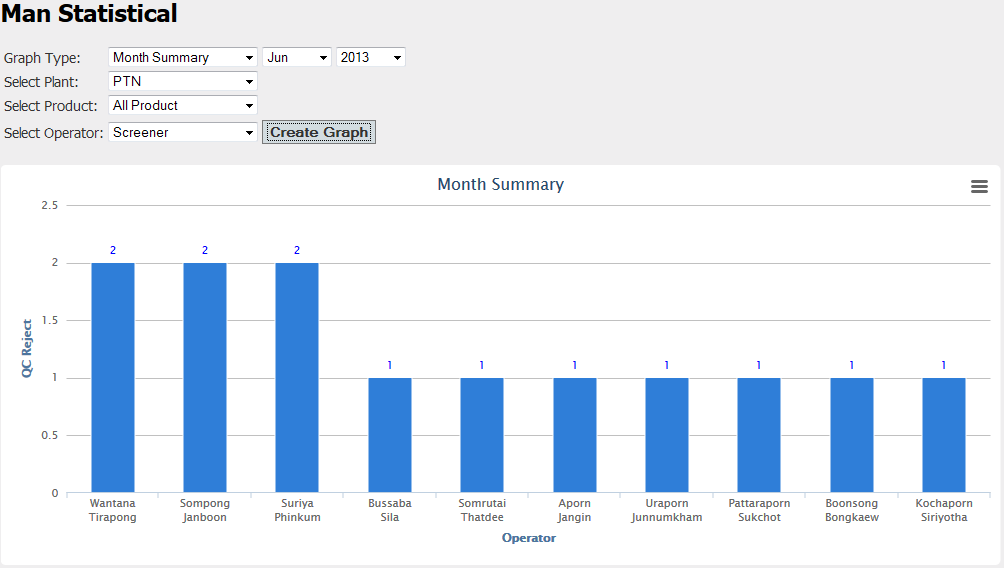 Man Statistical
Graph Type: Month Summary Jun 2013
Select Plant: PTN
Select Product: All Product
Select Operator: Screener Create Graph
Month Summary
2.5
2
1.5
1
0.5
0
QC Reject
2 2 2 1 1 1 1 1 1 1
Wantana Sompong Suriya Bussaba Somrutai Aporn Uraporn Pattaraporn Boonsong Kochaporn
Tirapong Janboon Phinkum Sila Thatdee Jangin Junnumkham Sukchot Bongkaew Siriyotha
Operator